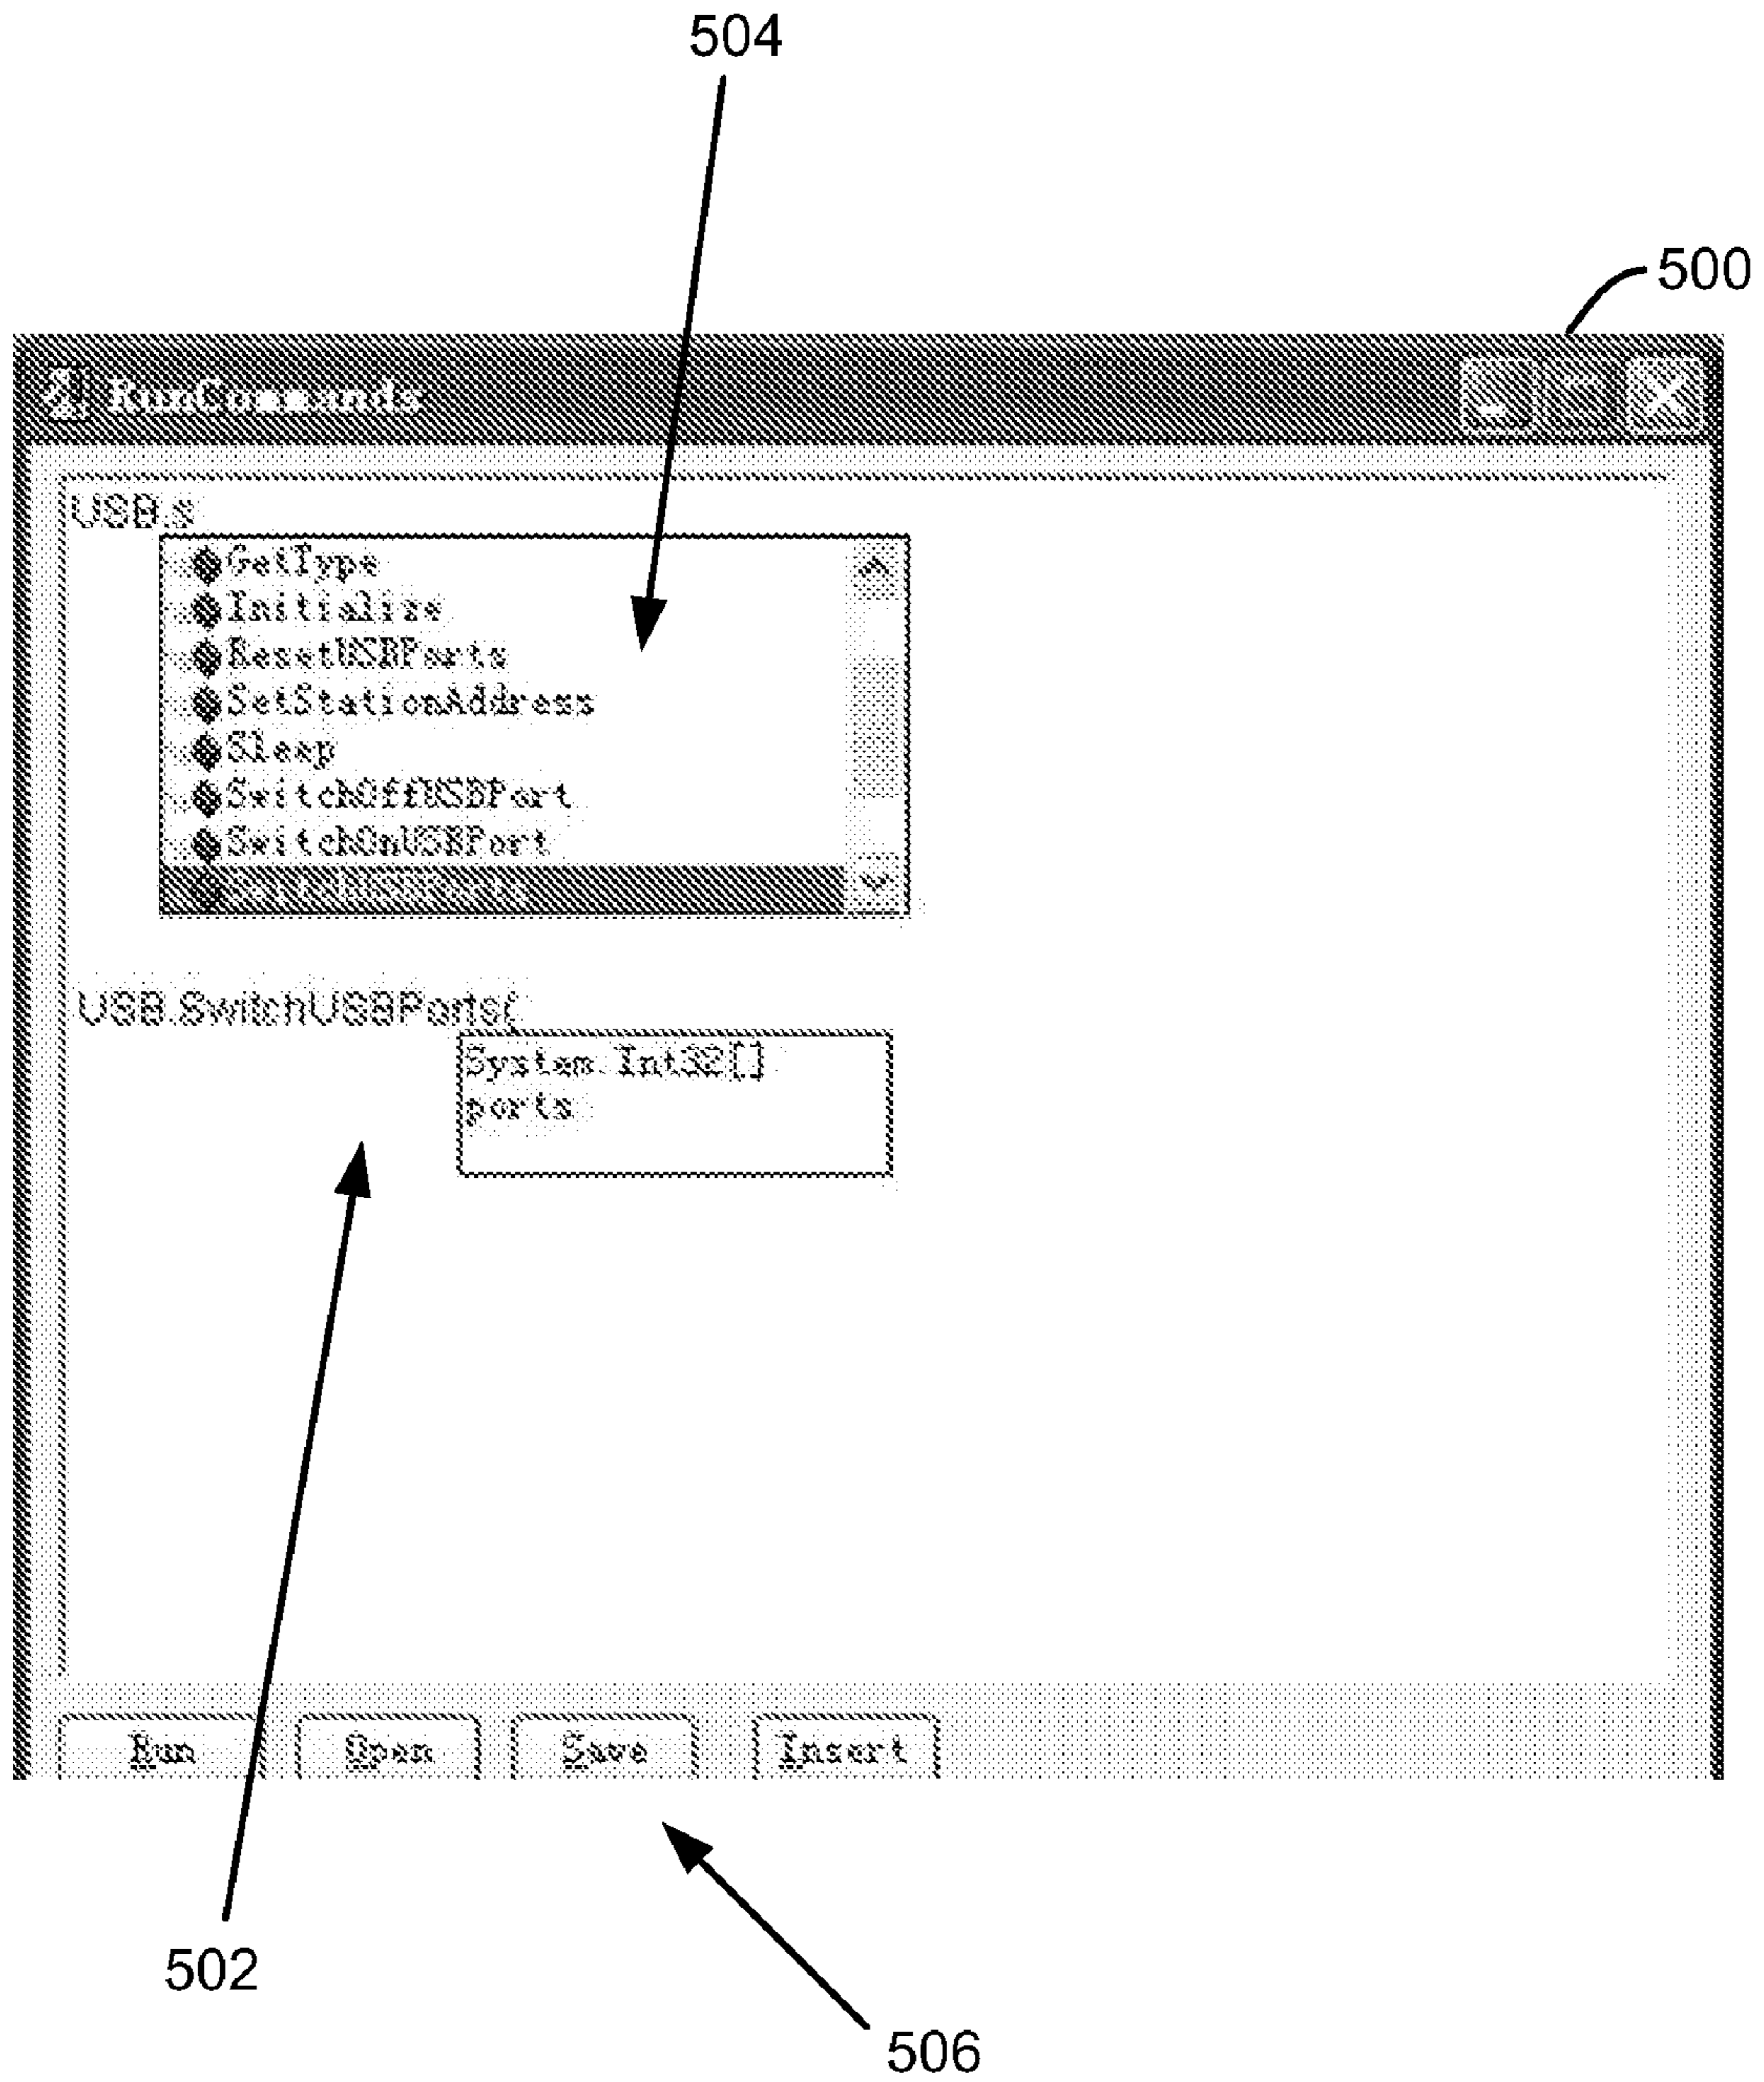 504
500
RunCommands
USB.s
GetType
Initialize
ResetUSBPorts
SetStationAddress
Sleep
SwitchOffUSBPort
SwitchOnUSBPort
SwitchUSBPorts
USB.SwitchUSBPorts(
System.Int32[]
ports
Run Open Save Insert
502
506